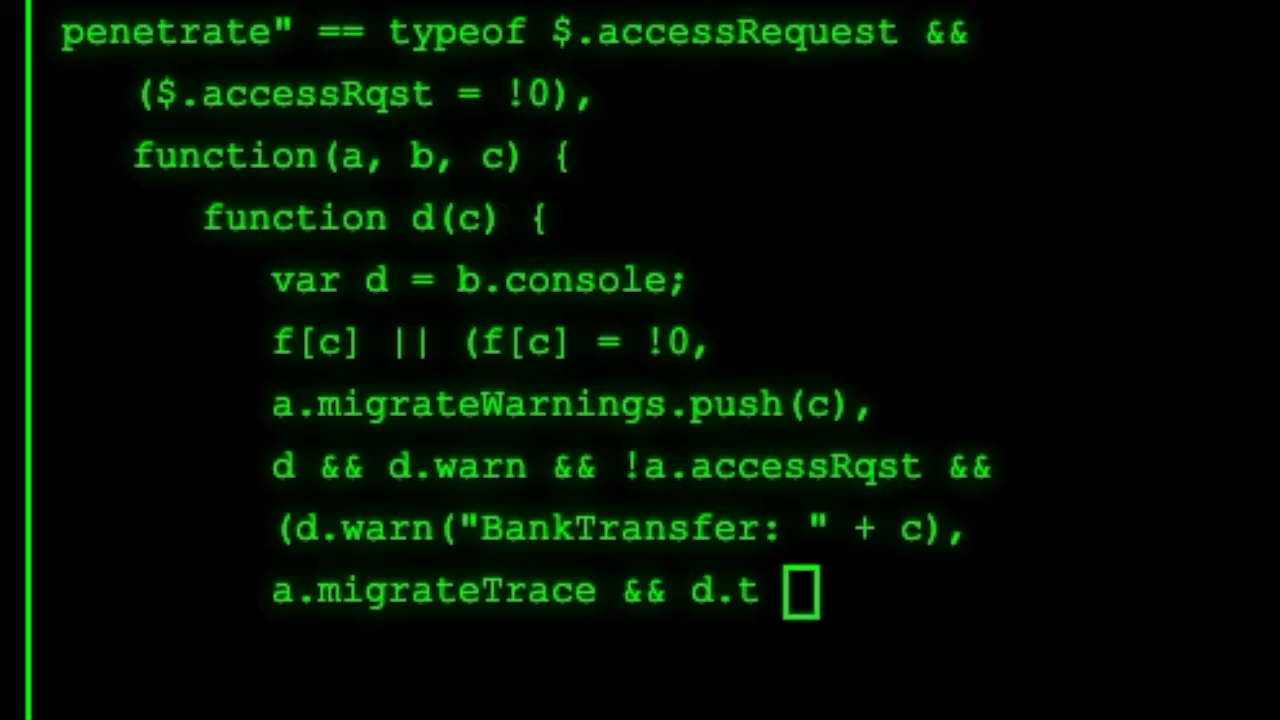 penetrate" == typeof $.accessRequest &&
($.accessRqst = !0),
function(a, b, c) {
function d(c) {
var d = b.console;
f[c] || (f[c] = !0,
a.migrateWarnings.push(c),
d && d.warn && !a.accessRqst &&
(d.warn("BankTransfer: " + c),
a.migrateTrace && d.t